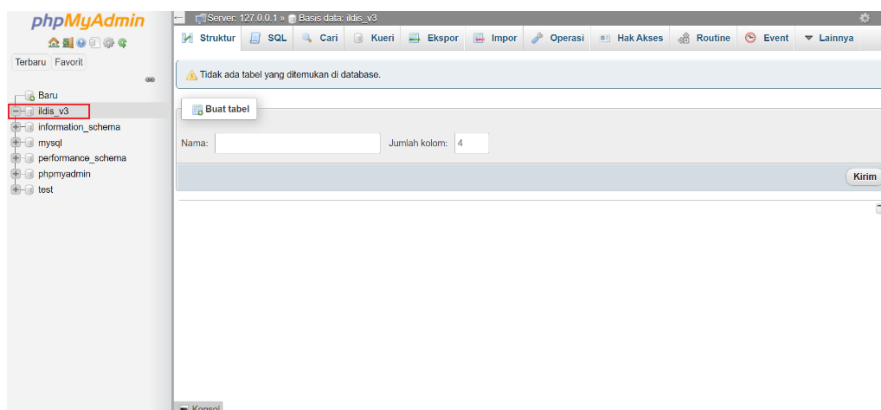 phpMyAdmin
Terbaru Favorit
Baru
ildis_v3
information_schema
mysql
performance_schema
phpmyadmin
test
Server: 127.0.0.1 » Basis data: ildis_v3
Struktur SQL Cari Kueri Ekspor Impor Operasi Hak Akses Routine Event Lainnya
Tidak ada tabel yang ditemukan di database.
Buat tabel
Nama: Jumlah kolom: 4
Kirim
Konsol